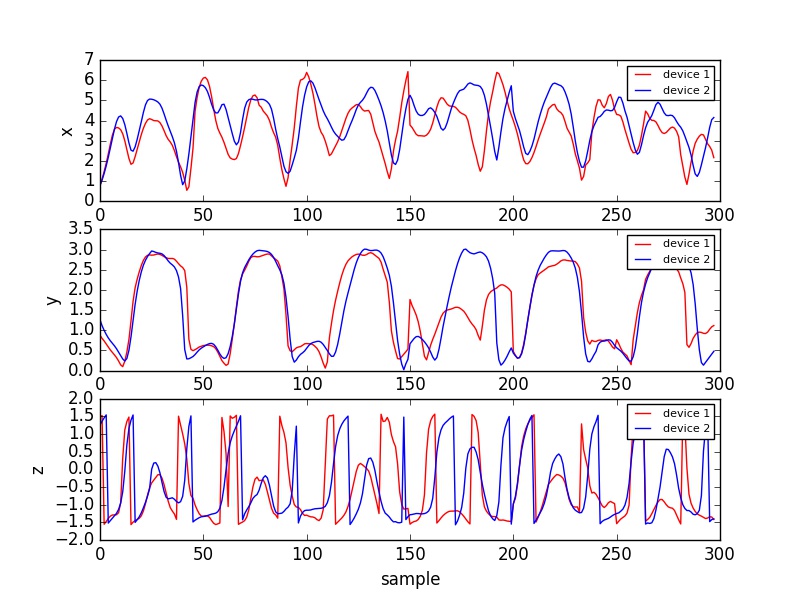 7
6
5
4
3
2
1
0
x
device 1
device 2
0 50 100 150 200 250 300
3.5
3.0
2.5
2.0
1.5
1.0
0.5
0.0
y
device 1
device 2
0 50 100 150 200 250 300
2.0
1.5
1.0
0.5
0.0
−0.5
−1.0
−1.5
−2.0
z
device 1
device 2
0 50 100 150 200 250 300
sample